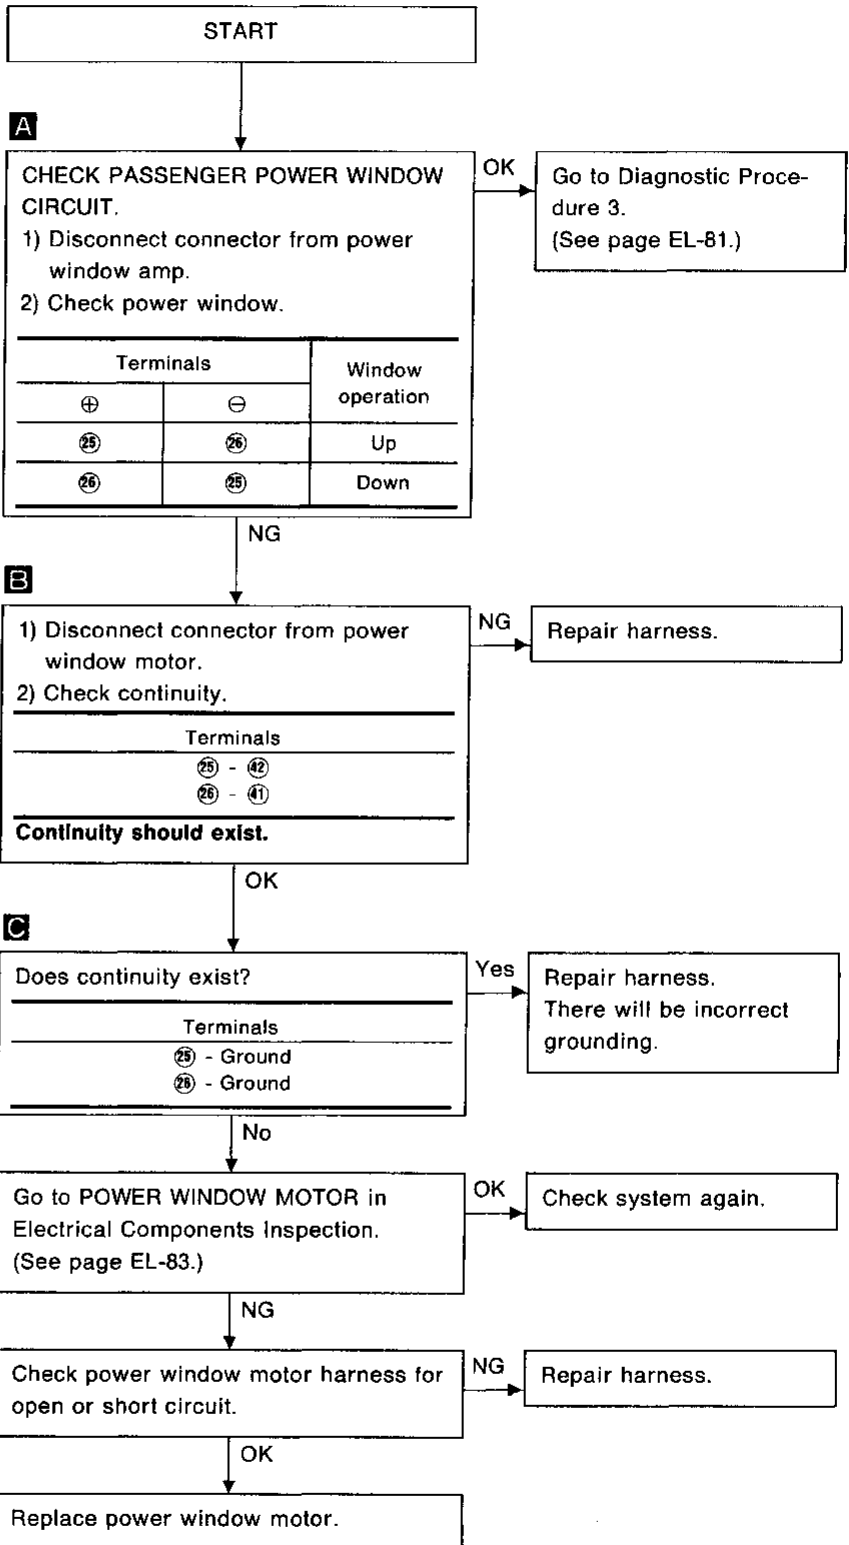 START
A
CHECK PASSENGER POWER WINDOW
CIRCUIT.
1) Disconnect connector from power
window amp.
2) Check power window.
OK
Go to Diagnostic Proce-
dure 3.
(See page EL-81.)
Terminals
Window
operation
⊕ ⊖
㉕ ㉖ Up
㉖ ㉕ Down
NG
B
1) Disconnect connector from power
window motor.
2) Check continuity.
NG
Repair harness.
Terminals
㉕ - ㊷
㉖ - ㊶
Continuity should exist.
OK
C
Does continuity exist?
Yes
Repair harness.
There will be incorrect
grounding.
Terminals
㉕ - Ground
㉖ - Ground
No
Go to POWER WINDOW MOTOR in
Electrical Components Inspection.
(See page EL-83.)
OK
Check system again.
NG
Check power window motor harness for
open or short circuit.
NG
Repair harness.
OK
Replace power window motor.